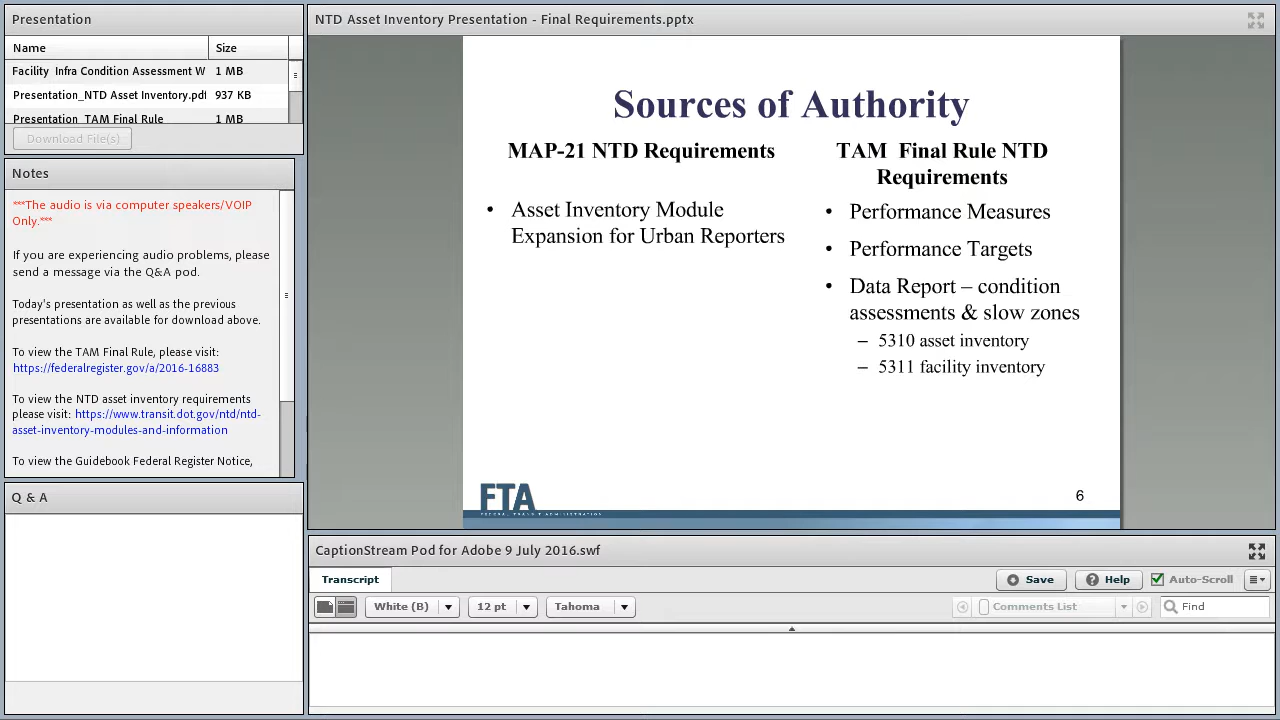 Presentation
Name Size
Facility Infra Condition Assessment W 1 MB
Presentation_NTD Asset Inventory.pdf 937 KB
Presentation_TAM Final Rule 1 MB
Download File(s)
Notes
***The audio is via computer speakers/VOIP
Only.***
If you are experiencing audio problems, please
send a message via the Q&A pod.
Today's presentation as well as the previous
presentations are available for download above.
To view the TAM Final Rule, please visit:
https://federalregister.gov/a/2016-16883
To view the NTD asset inventory requirements
please visit: https://www.transit.dot.gov/ntd/ntd-
asset-inventory-modules-and-information
To view the Guidebook Federal Register Notice,
Q & A
NTD Asset Inventory Presentation - Final Requirements.pptx
Sources of Authority
MAP-21 NTD Requirements
• Asset Inventory Module
Expansion for Urban Reporters
TAM Final Rule NTD
Requirements
• Performance Measures
• Performance Targets
• Data Report – condition
assessments & slow zones
– 5310 asset inventory
– 5311 facility inventory
FTA
FEDERAL TRANSIT ADMINISTRATION
6
CaptionStream Pod for Adobe 9 July 2016.swf
Transcript
Save Help Auto-Scroll
White (B) 12 pt Tahoma Comments List Find